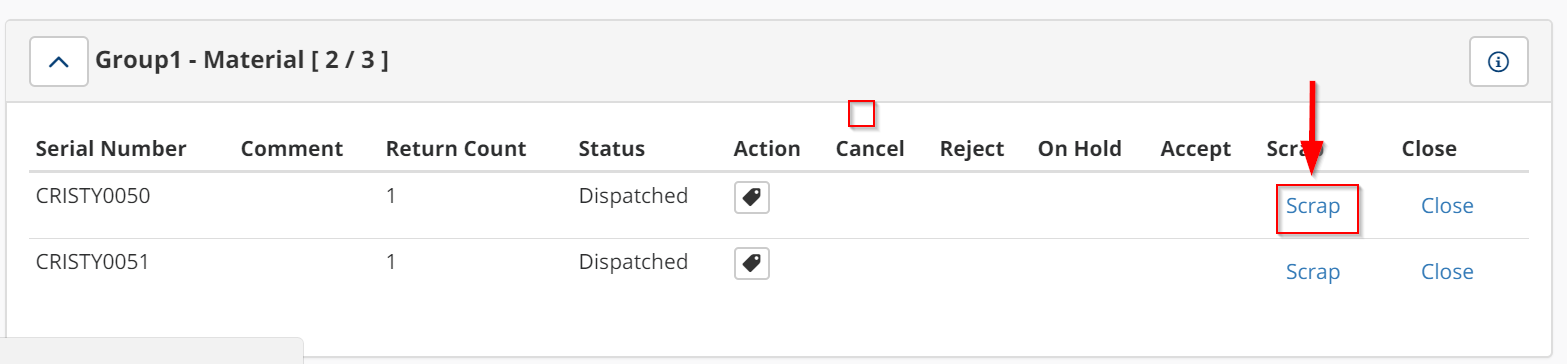 Group1 - Material [ 2 / 3 ]
Serial Number Comment Return Count Status Action Cancel Reject On Hold Accept Scrap Close
CRISTY0050 1 Dispatched Scrap Close
CRISTY0051 1 Dispatched Scrap Close